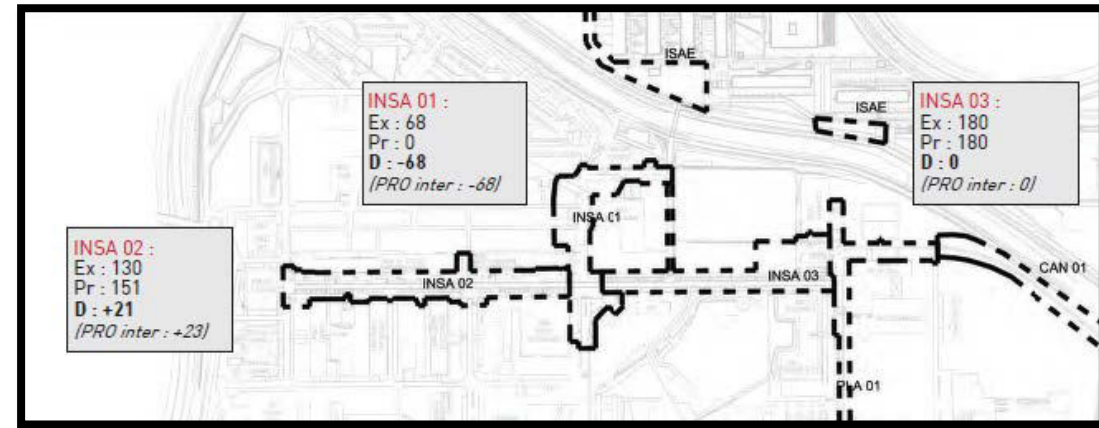 ISAE
INSA 01 :
Ex : 68
Pr : 0
D : -68
(PRO inter : -68)
INSA 03 :
Ex : 180
Pr : 180
D : 0
(PRO inter : 0)
ISAE
INSA 01
INSA 02 :
Ex : 130
Pr : 151
D : +21
(PRO inter : +23)
INSA 02
INSA 03
CAN 01
PLA 01